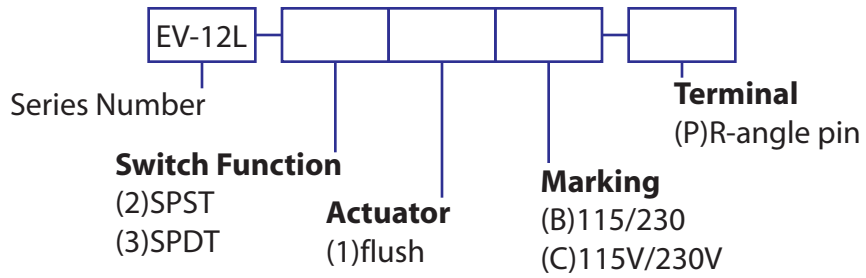 EV-12L
Series Number
Switch Function
(2)SPST
(3)SPDT
Actuator
(1)flush
Marking
(B)115/230
(C)115V/230V
Terminal
(P)R-angle pin